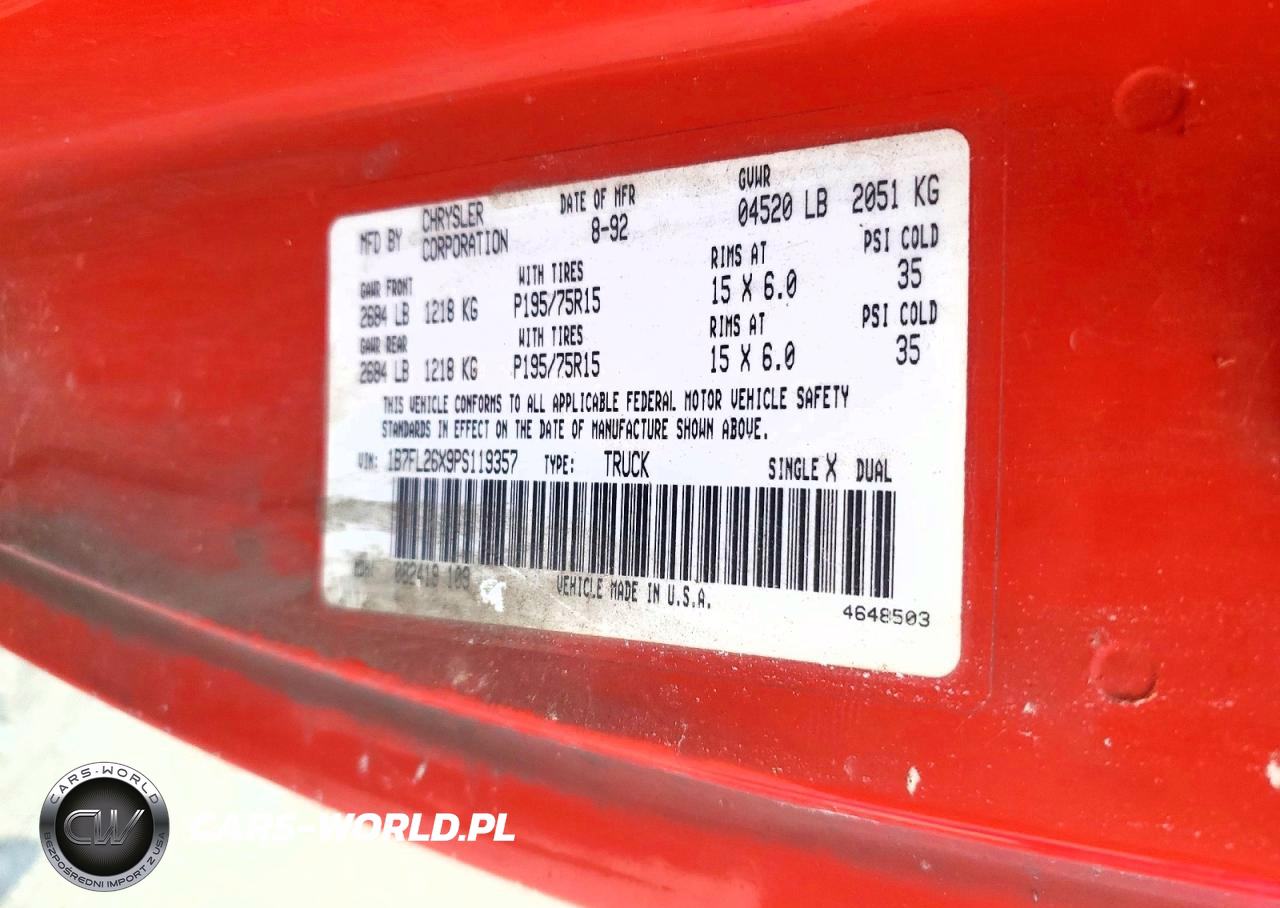 MFD BY CHRYSLER CORPORATION DATE OF MFR 8-92 GVWR 04520 LB 2051 KG
GAWR FRONT WITH TIRES RIMS AT PSI COLD
2684 LB 1218 KG P195/75R15 15 X 6.0 35
GAWR REAR WITH TIRES RIMS AT PSI COLD
2684 LB 1218 KG P195/75R15 15 X 6.0 35
THIS VEHICLE CONFORMS TO ALL APPLICABLE FEDERAL MOTOR VEHICLE SAFETY
STANDARDS IN EFFECT ON THE DATE OF MANUFACTURE SHOWN ABOVE.
VIN: 1B7FL26X9PS119357 TYPE: TRUCK SINGLE X DUAL
VEHICLE MADE IN U.S.A.
4648503
CARS-WORLD
CW
BEZPOŚREDNI IMPORT Z USA
CARS-WORLD.PL